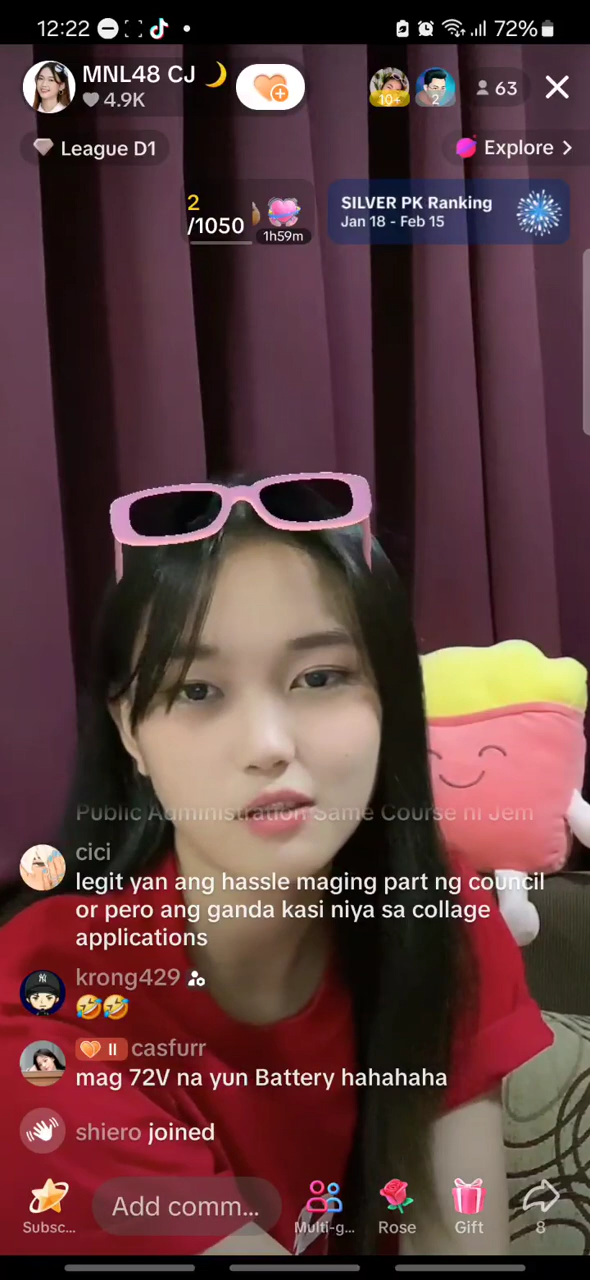 12:22
72%
MNL48 CJ 🌙
4.9K
10+
2
63
League D1
Explore >
2
/1050
1h59m
SILVER PK Ranking
Jan 18 - Feb 15
Public Administration Same Course ni Jem
cici
legit yan ang hassle maging part ng council
or pero ang ganda kasi niya sa collage
applications
krong429
🤣🤣
II casfurr
mag 72V na yun Battery hahahaha
shiero joined
Subsc...
Add comm...
Multi-g...
Rose
Gift
8